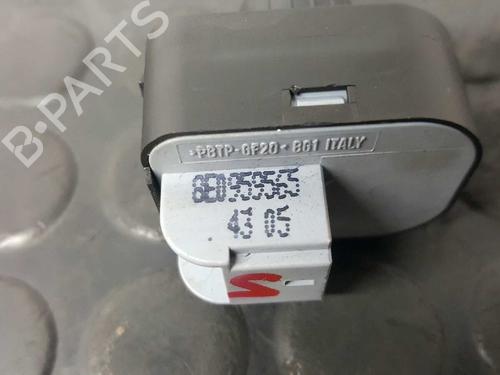 B-PARTS
>PBTP-GF20< BG1 ITALY
8E0959565
43 05
S